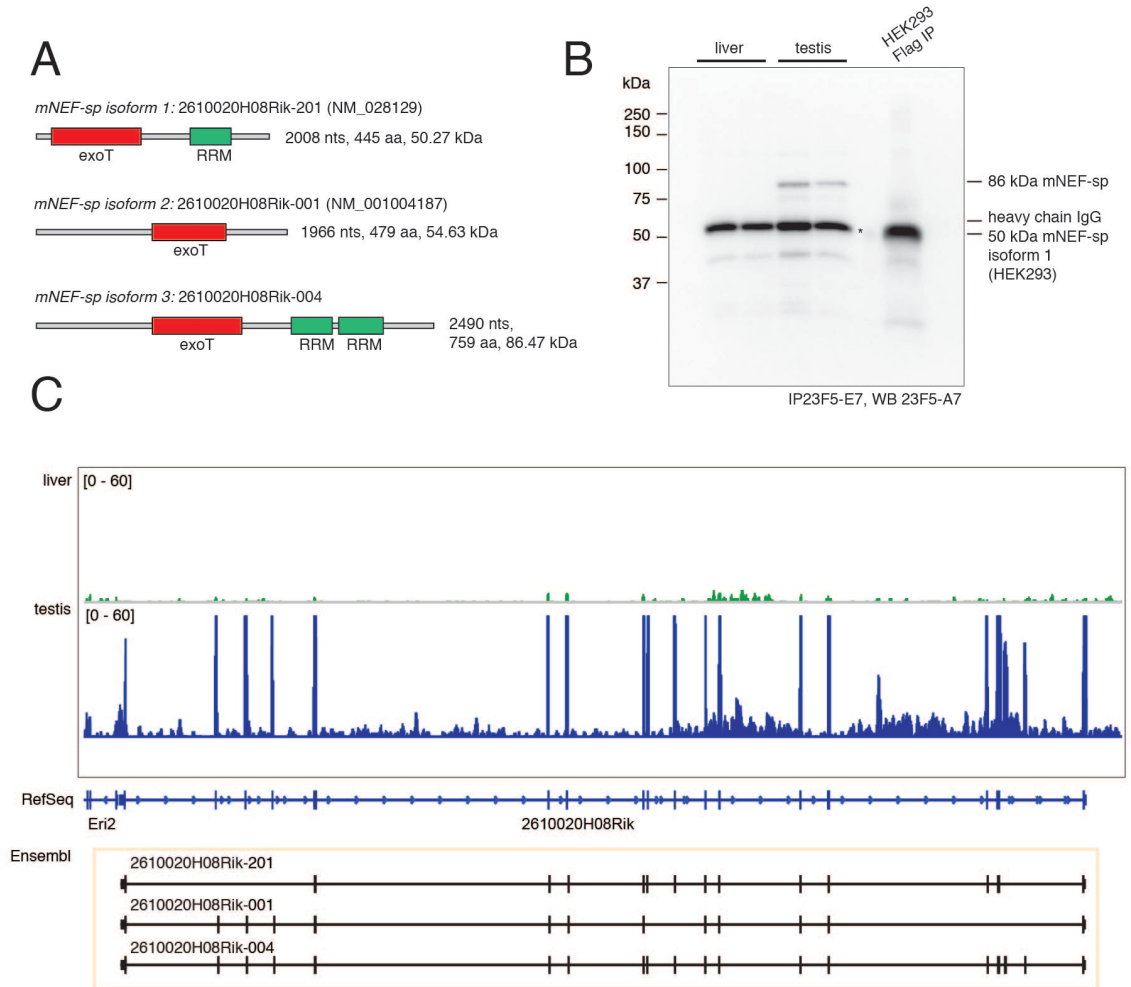 A
mNEF-sp isoform 1: 2610020H08Rik-201 (NM_028129)
2008 nts, 445 aa, 50.27 kDa
exoT
RRM
mNEF-sp isoform 2: 2610020H08Rik-001 (NM_001004187)
1966 nts, 479 aa, 54.63 kDa
exoT
mNEF-sp isoform 3: 2610020H08Rik-004
2490 nts,
759 aa, 86.47 kDa
exoT
RRM
RRM
B
liver
testis
HEK293
Flag IP
kDa
250
150
100
75
50
37
*
86 kDa mNEF-sp
heavy chain IgG
50 kDa mNEF-sp
isoform 1
(HEK293)
IP23F5-E7, WB 23F5-A7
C
liver
[0 - 60]
testis
[0 - 60]
RefSeq
Eri2
2610020H08Rik
Ensembl
2610020H08Rik-201
2610020H08Rik-001
2610020H08Rik-004